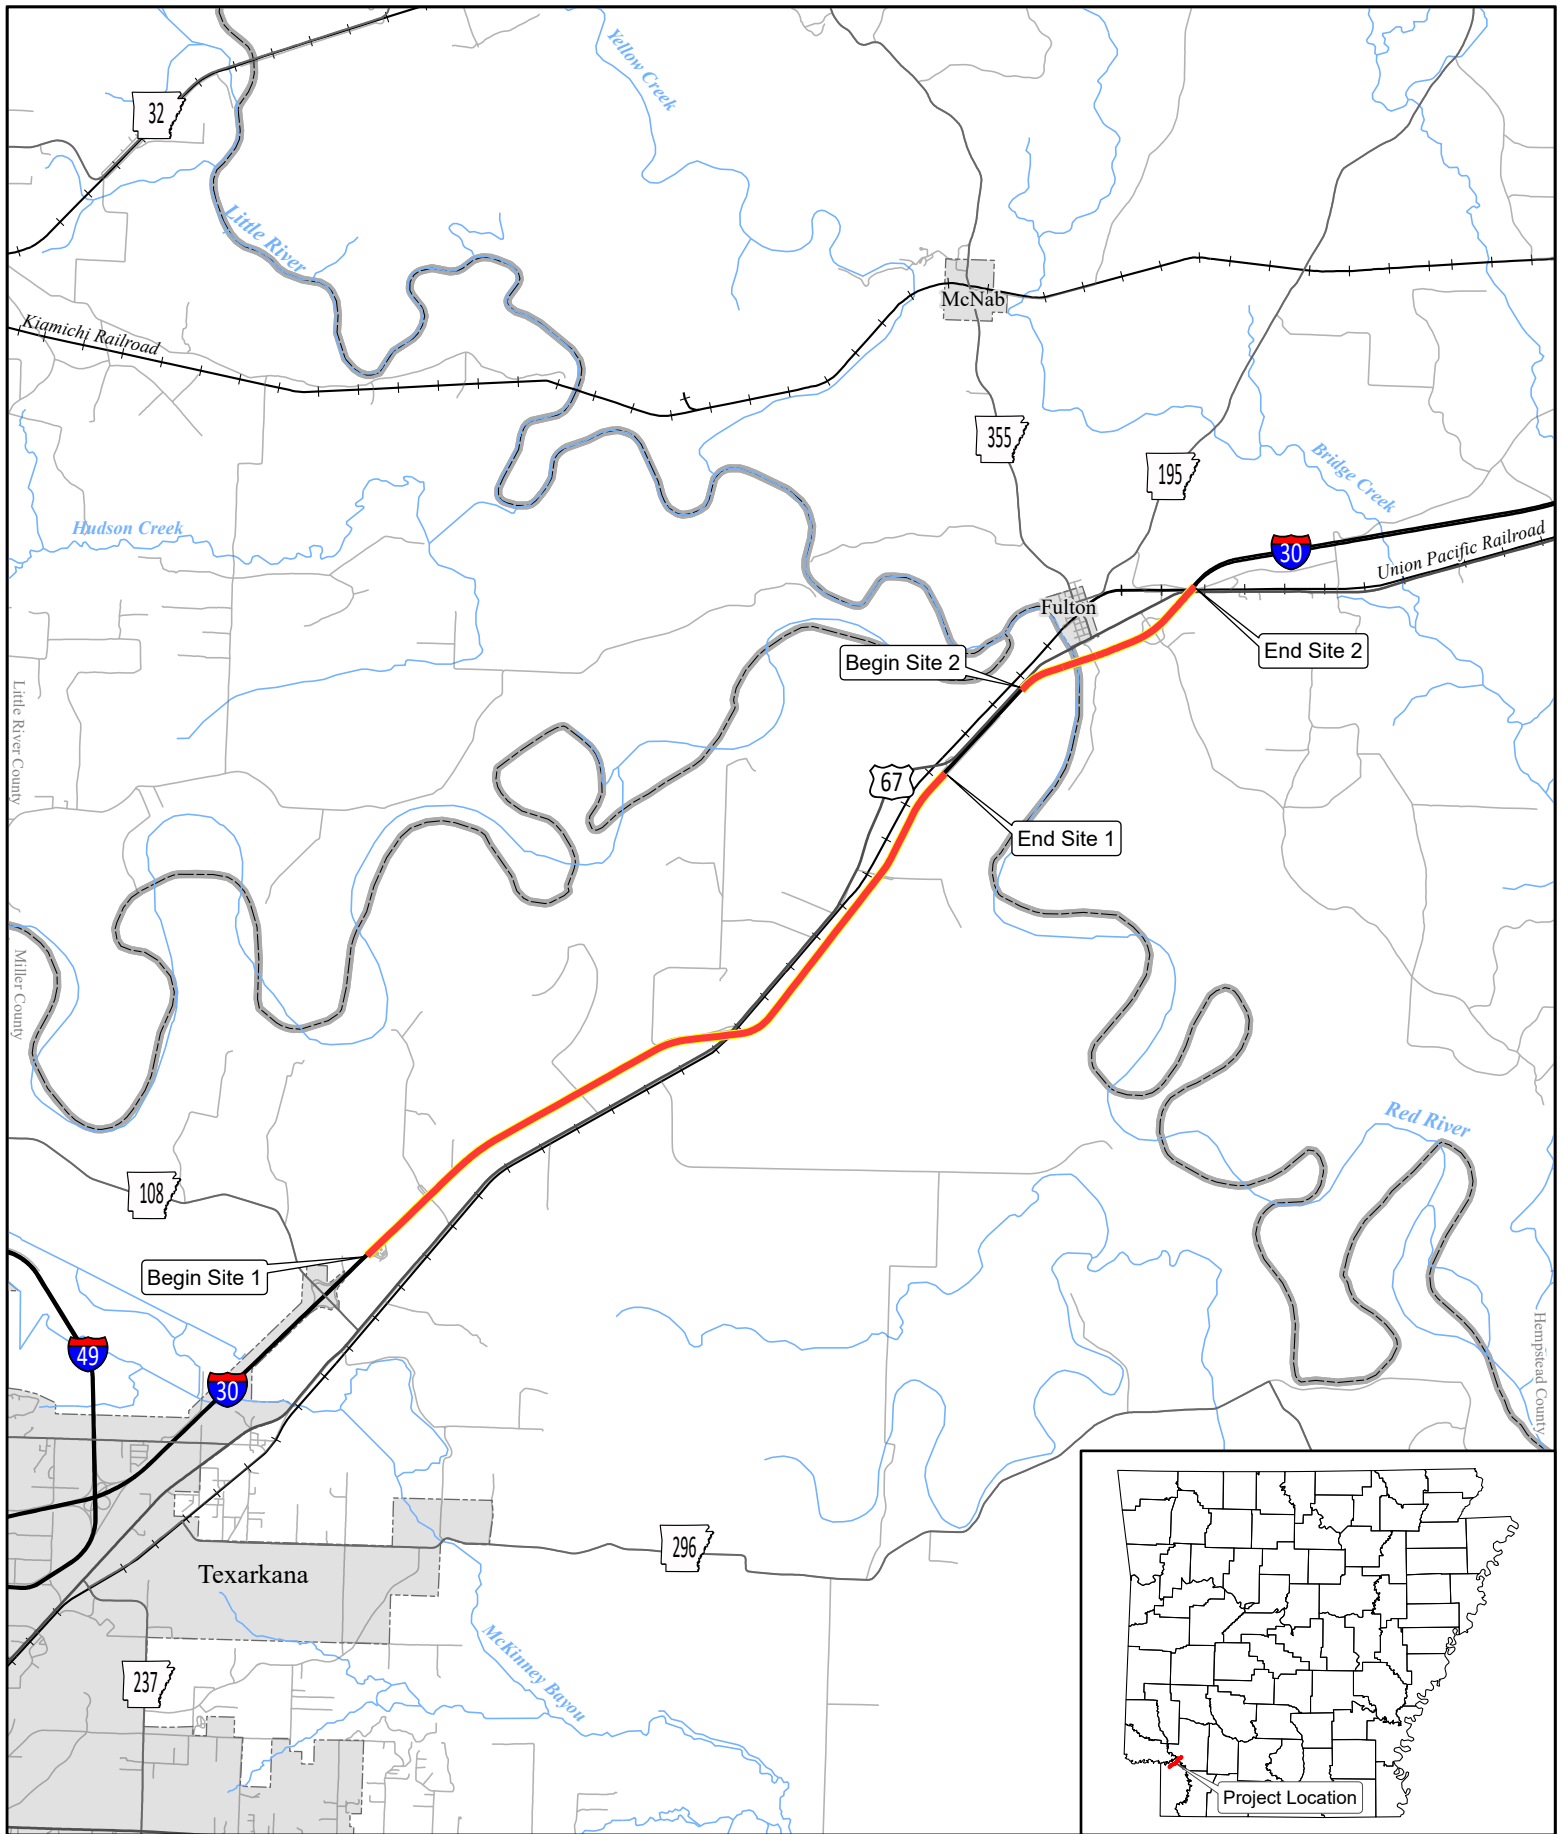 Yellow Creek
32
Little River
McNab
Kiamichi Railroad
355
195
Bridge Creek
Hudson Creek
30
Union Pacific Railroad
Fulton
Begin Site 2
End Site 2
Little River County
67
End Site 1
Miller County
Red River
108
Begin Site 1
Hempstead County
49
30
296
Texarkana
McKinney Bayou
237
Project Location